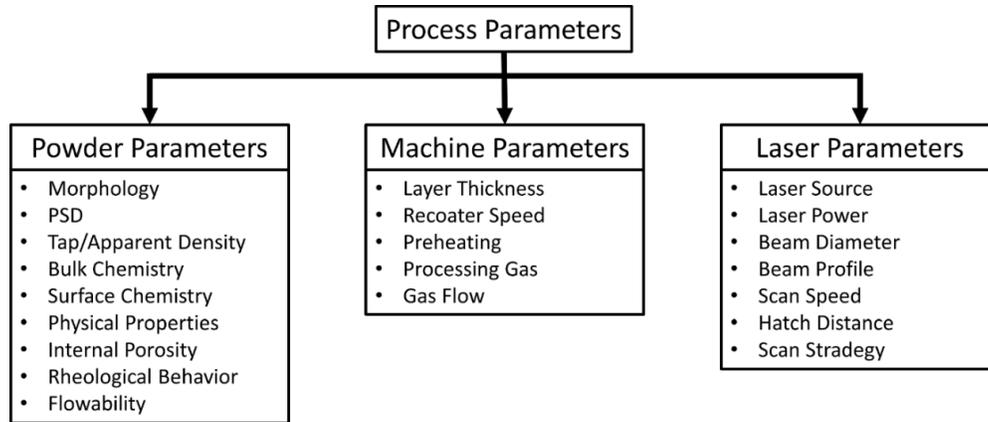 Process Parameters
Powder Parameters
• Morphology
• PSD
• Tap/Apparent Density
• Bulk Chemistry
• Surface Chemistry
• Physical Properties
• Internal Porosity
• Rheological Behavior
• Flowability
Machine Parameters
• Layer Thickness
• Recoater Speed
• Preheating
• Processing Gas
• Gas Flow
Laser Parameters
• Laser Source
• Laser Power
• Beam Diameter
• Beam Profile
• Scan Speed
• Hatch Distance
• Scan Stradegy